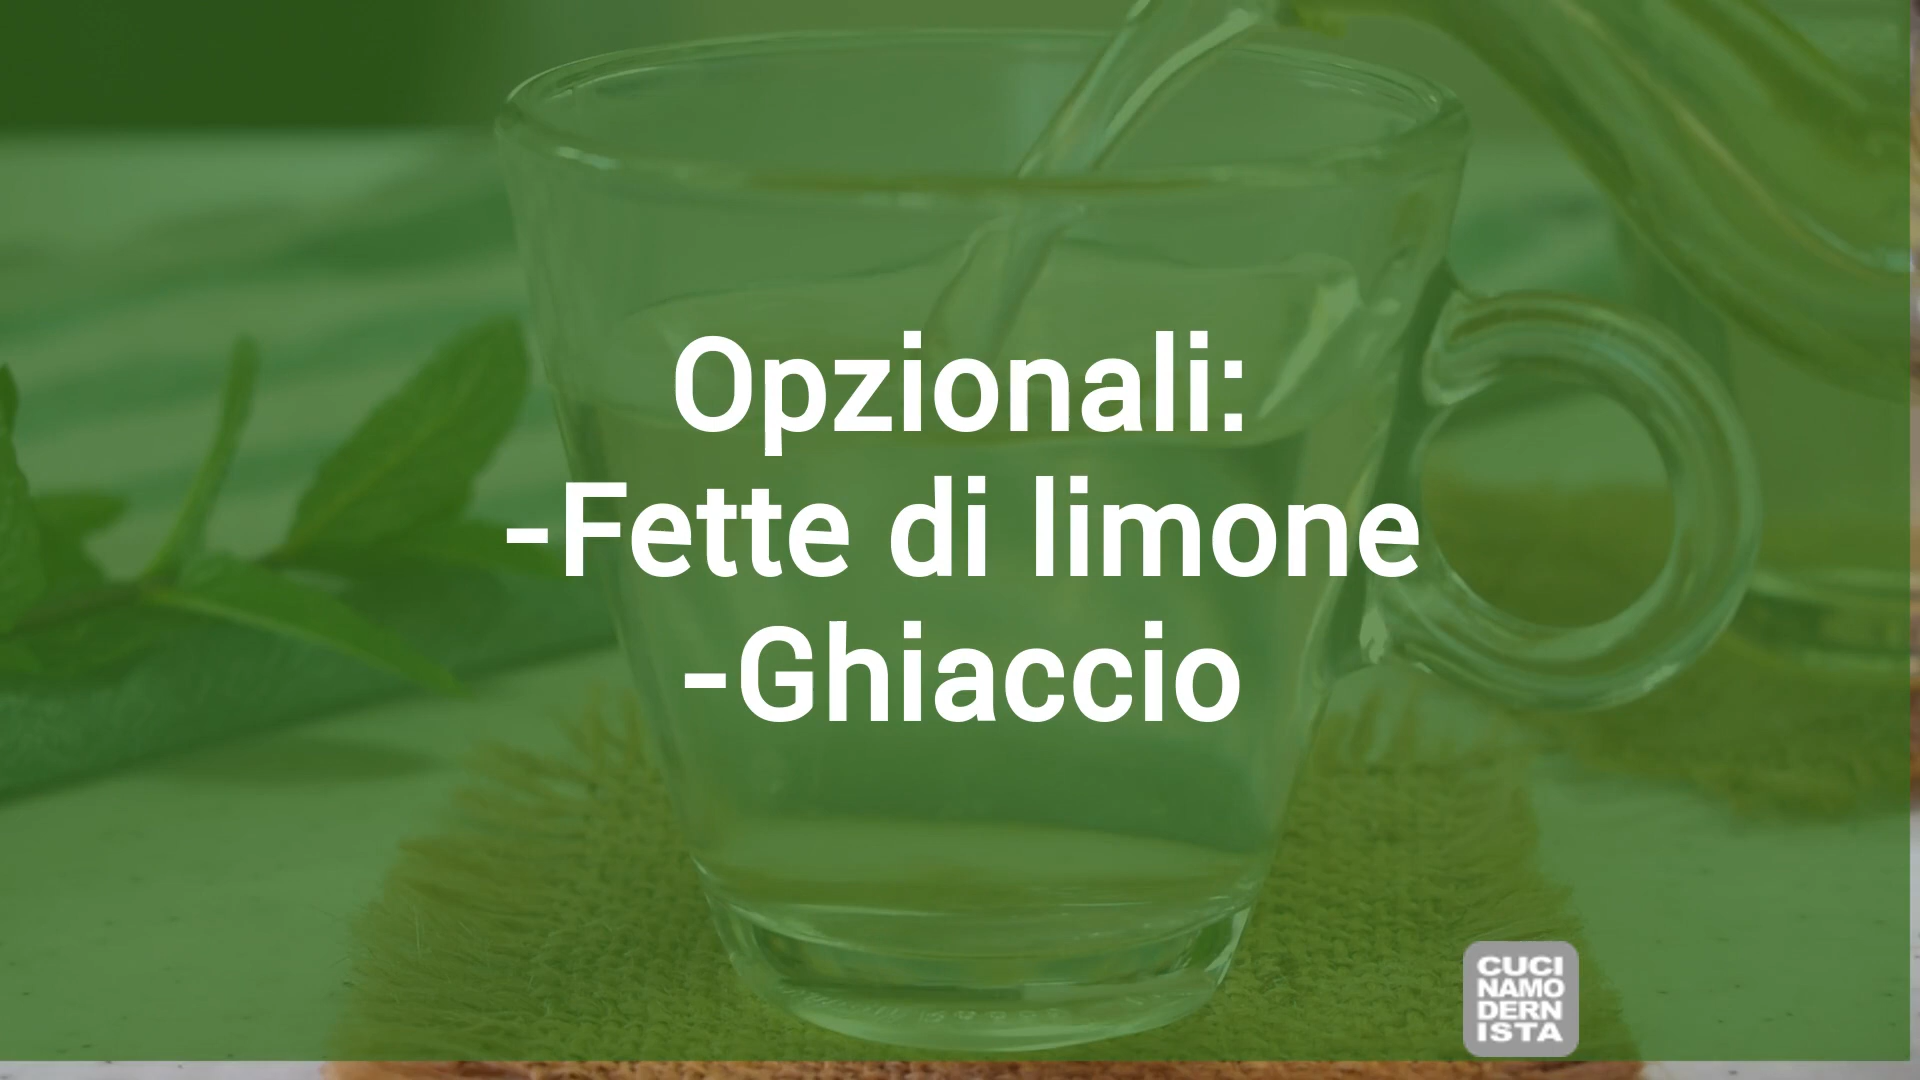 Opzionali:
-Fette di limone
-Ghiaccio
CUCI
NAMO
DERN
ISTA